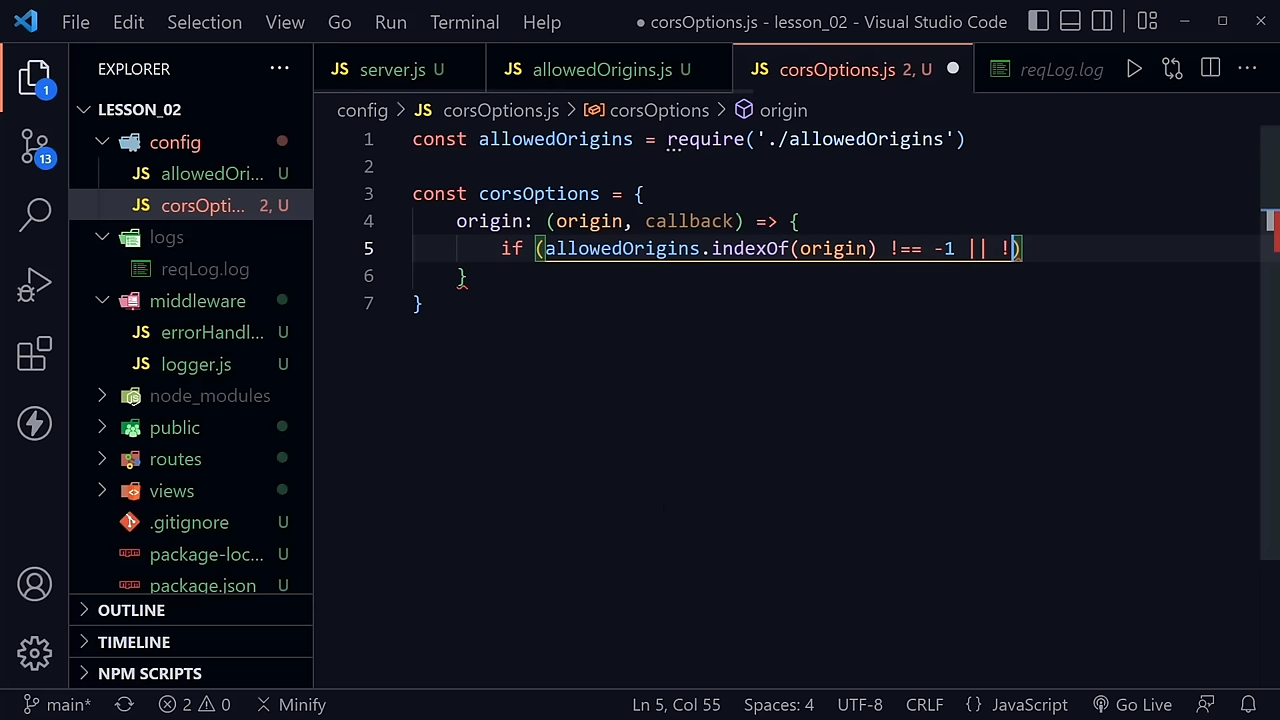 File Edit Selection View Go Run Terminal Help
● corsOptions.js - lesson_02 - Visual Studio Code
EXPLORER ···
JS server.js U
JS allowedOrigins.js U
JS corsOptions.js 2, U
reqLog.log
config > JS corsOptions.js > corsOptions > origin
1
LESSON_02
config
JS allowedOri... U
JS corsOpti... 2, U
logs
reqLog.log
middleware
JS errorHandl... U
JS logger.js U
node_modules
public
routes
views
.gitignore U
package-loc... U
package.json U
OUTLINE
TIMELINE
NPM SCRIPTS
13
1 const allowedOrigins = require('./allowedOrigins')
2
3 const corsOptions = {
4 origin: (origin, callback) => {
5 if (allowedOrigins.indexOf(origin) !== -1 || !)
6 }
7 }
main* 2 0 Minify Ln 5, Col 55 Spaces: 4 UTF-8 CRLF {} JavaScript Go Live